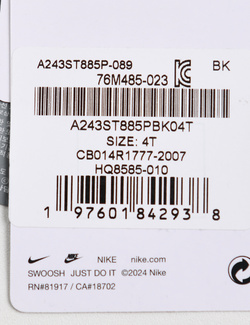 A243ST885P-089 BK
76M485-023
A243ST885PBK04T
SIZE: 4T
CB014R1777-2007
HQ8585-010
1 97601 84293 8
NIKE nike.com
SWOOSH JUST DO IT ©2024 Nike
RN#81917 / CA#18702